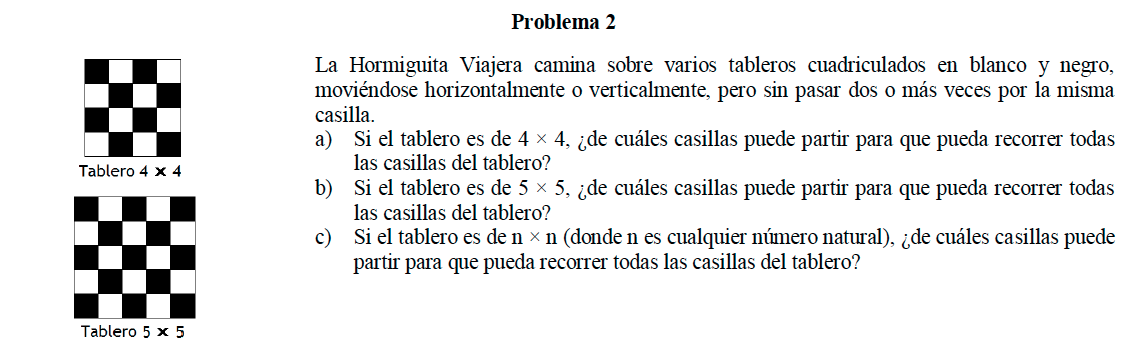 Problema 2
La Hormiguita Viajera camina sobre varios tableros cuadriculados en blanco y negro,
moviéndose horizontalmente o verticalmente, pero sin pasar dos o más veces por la misma
casilla.
a) Si el tablero es de 4 × 4, ¿de cuáles casillas puede partir para que pueda recorrer todas
las casillas del tablero?
b) Si el tablero es de 5 × 5, ¿de cuáles casillas puede partir para que pueda recorrer todas
las casillas del tablero?
c) Si el tablero es de n × n (donde n es cualquier número natural), ¿de cuáles casillas puede
partir para que pueda recorrer todas las casillas del tablero?
Tablero 4 × 4
Tablero 5 × 5